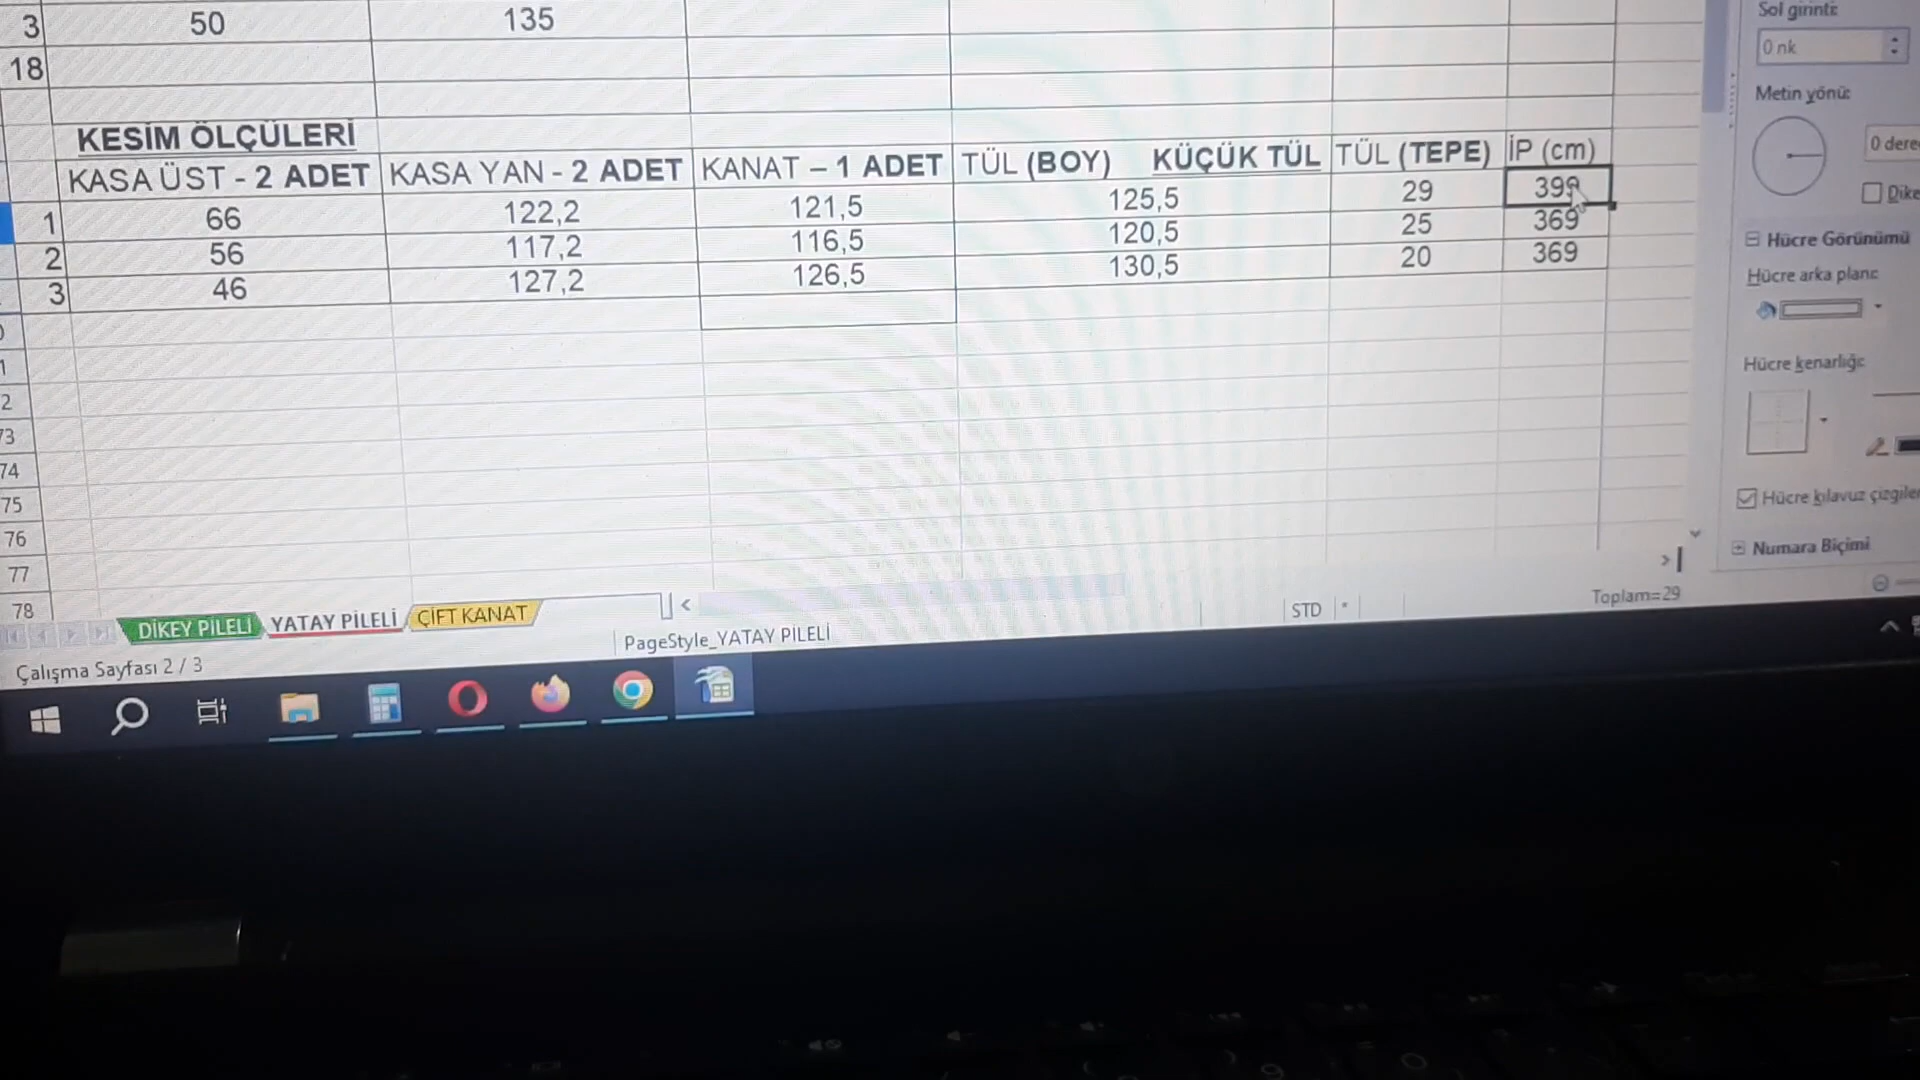 3 50 135
18
KESİM ÖLÇÜLERİ
KASA ÜST - 2 ADET KASA YAN - 2 ADET KANAT – 1 ADET TÜL (BOY) KÜÇÜK TÜL TÜL (TEPE) İP (cm)
1 66 122,2 121,5 125,5 29 399
2 56 117,2 116,5 120,5 25 369
3 46 127,2 126,5 130,5 20 369
74
75
76
77
78
DİKEY PİLELİ YATAY PİLELİ ÇİFT KANAT
Çalışma Sayfası 2 / 3 PageStyle_YATAY PİLELİ STD * Toplam=29
Sol girinti:
0 nk
Metin yönü:
0 dere
Dike
Hücre Görünümü
Hücre arka planı:
Hücre kenarlığı:
Hücre kılavuz çizgiler
Numara Biçimi